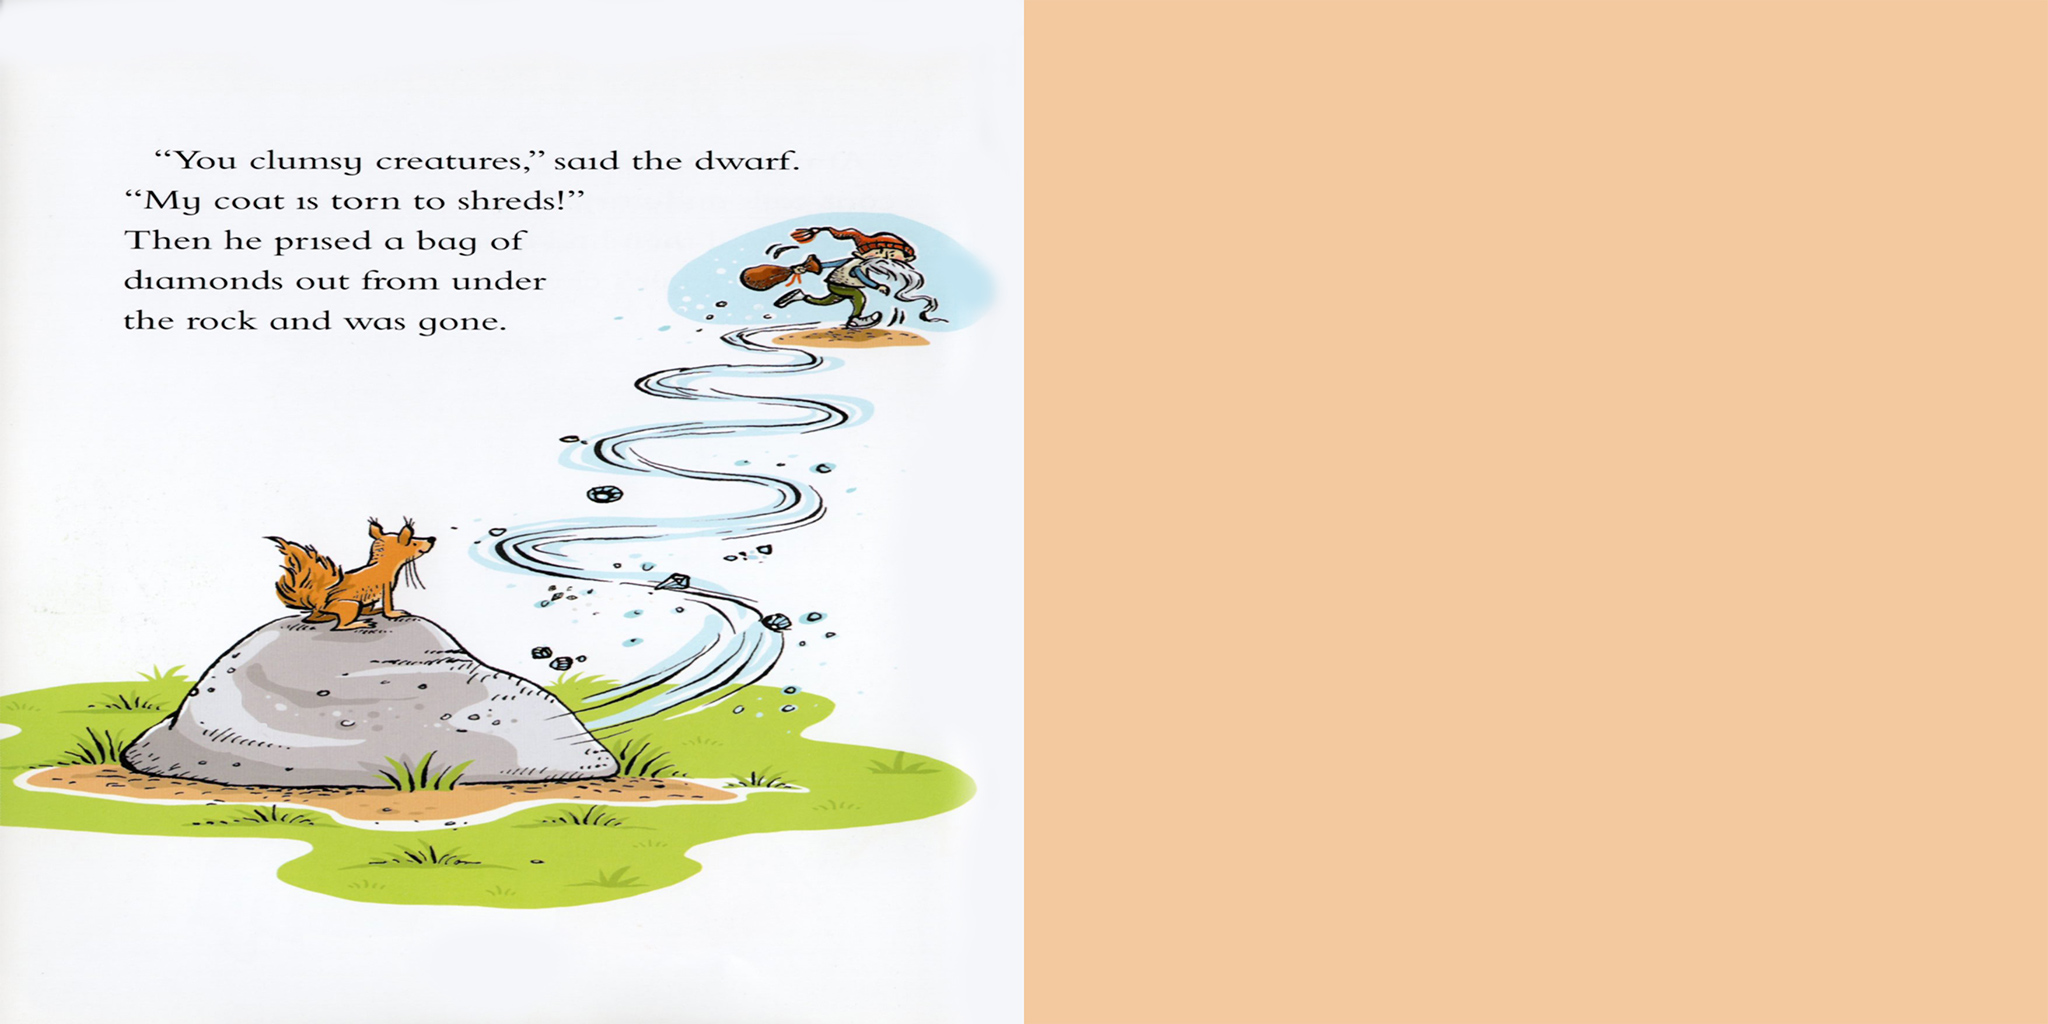 “You clumsy creatures,” said the dwarf.
“My coat is torn to shreds!”
Then he prised a bag of
diamonds out from under
the rock and was gone.